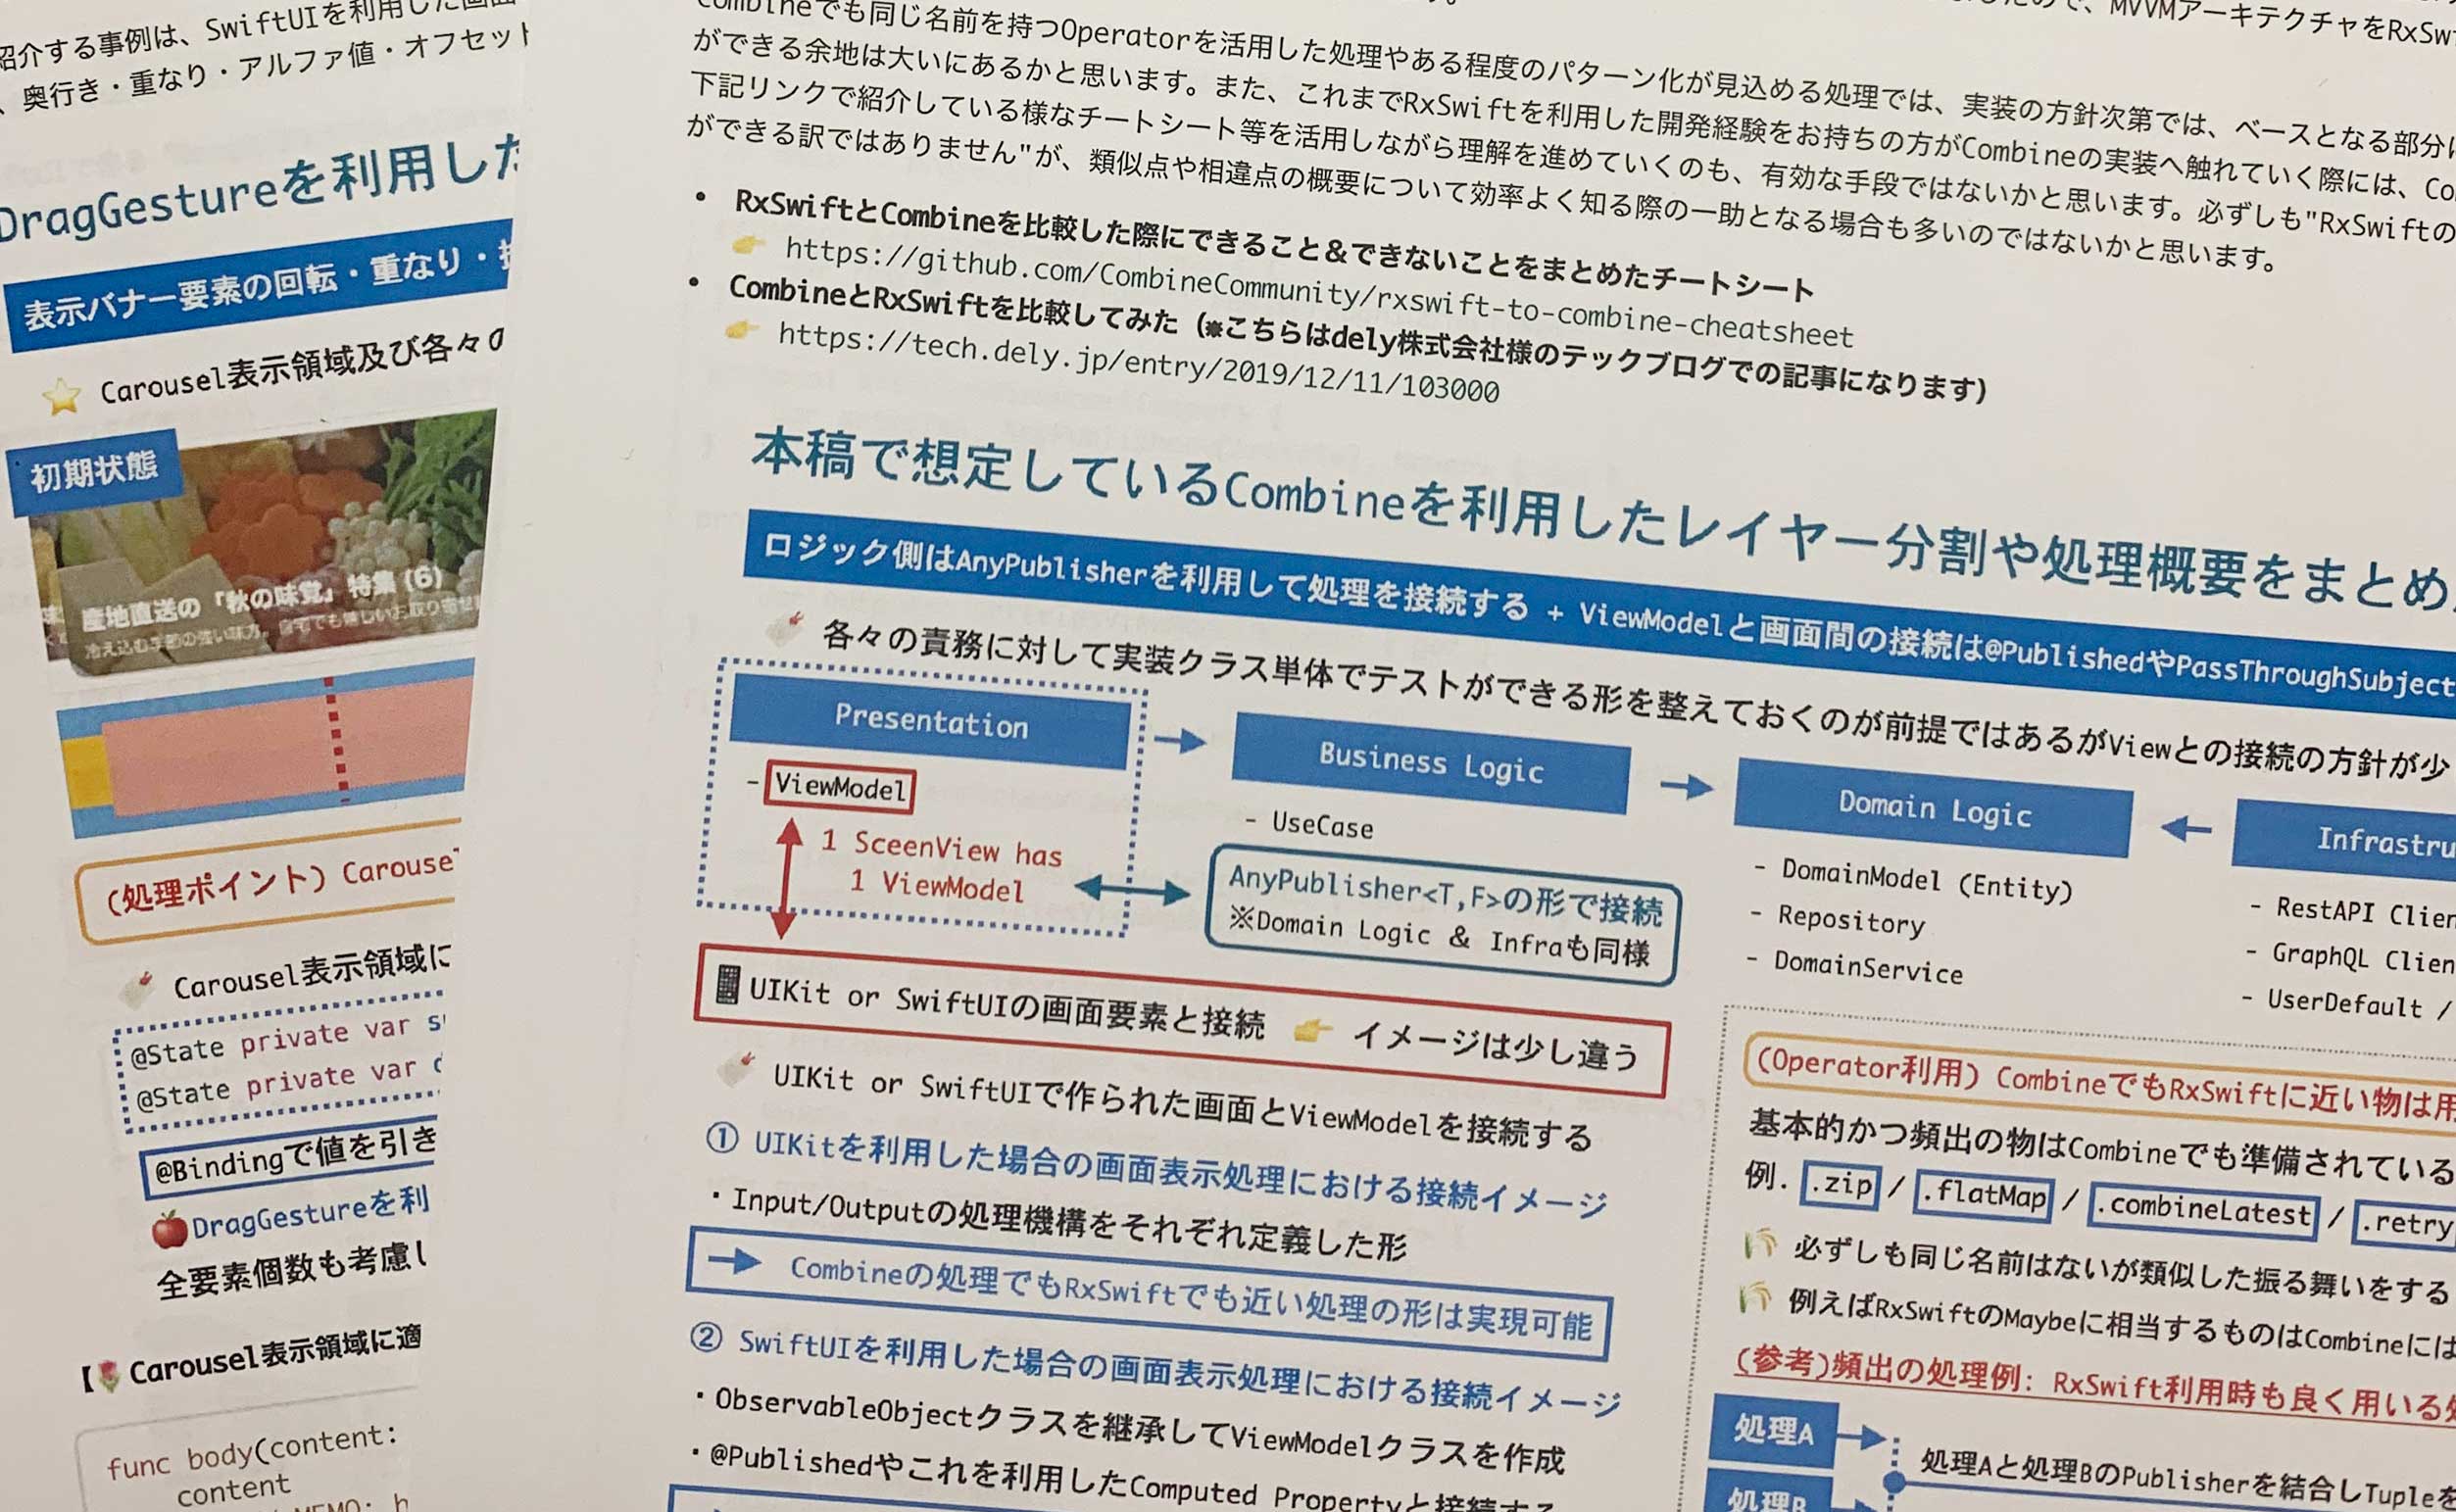 紹介する事例は、SwiftUIを利用した画面
、奥行き・重なり・アルファ値・オフセット
DragGestureを利用した
表示バナー要素の回転・重なり・
Carousel表示領域及び各々の
初期状態
産地直送の「秋の味覚」特集 (6)
(処理ポイント) Carousel
Carousel表示領域に
@State private var
@State private var
@Bindingで値を引き
DragGestureを利
全要素個数も考慮し
【🌷Carousel表示領域に適
func body(content:
content
MEMO:
MVVMアーキテクチャをRxSwi
Combineでも同じ名前を持つOperatorを活用した処理やある程度のパターン化が見込める処理では、実装の方針次第では、ベースとなる部分
ができる余地は大いにあるかと思います。また、これまでRxSwiftを利用した開発経験をお持ちの方がCombineの実装へ触れていく際には、Co
下記リンクで紹介している様なチートシート等を活用しながら理解を進めていくのも、有効な手段ではないかと思います。必ずしも"RxSwiftの
ができる訳ではありません"が、類似点や相違点の概要について効率よく知る際の一助となる場合も多いのではないかと思います。
• RxSwiftとCombineを比較した際にできること&できないことをまとめたチートシート
👉 https://github.com/CombineCommunity/rxswift-to-combine-cheatsheet
• CombineとRxSwiftを比較してみた（※こちらはdely株式会社様のテックブログでの記事になります）
👉 https://tech.dely.jp/entry/2019/12/11/103000
本稿で想定しているCombineを利用したレイヤー分割や処理概要をまとめ
ロジック側はAnyPublisherを利用して処理を接続する + ViewModelと画面間の接続は@PublishedやPassThroughSubject
各々の責務に対して実装クラス単体でテストができる形を整えておくのが前提ではあるがViewとの接続の方針が少
Presentation
- ViewModel
1 SceenView has
1 ViewModel
Business Logic
- UseCase
AnyPublisher<T,F>の形で接続
※Domain Logic & Infraも同様
Domain Logic
- DomainModel (Entity)
- Repository
- DomainService
Infrastru
- RestAPI Clien
- GraphQL Clien
- UserDefault /
UIKit or SwiftUIの画面要素と接続 👉 イメージは少し違う
UIKit or SwiftUIで作られた画面とViewModelを接続する
① UIKitを利用した場合の画面表示処理における接続イメージ
・Input/Outputの処理機構をそれぞれ定義した形
→ Combineの処理でもRxSwiftでも近い処理の形は実現可能
② SwiftUIを利用した場合の画面表示処理における接続イメージ
・ObservableObjectクラスを継承してViewModelクラスを作成
・@Publishedやこれを利用したComputed Propertyと接続する
(Operator利用) CombineでもRxSwiftに近い物は用
基本的かつ頻出の物はCombineでも準備されている
例. .zip / .flatMap / .combineLatest / .retry
必ずしも同じ名前はないが類似した振る舞いをする
例えばRxSwiftのMaybeに相当するものはCombineには
(参考)頻出の処理例: RxSwift利用時も良く用いる処
処理A
処理Aと処理BのPublisherを結合しTupleを
処理B